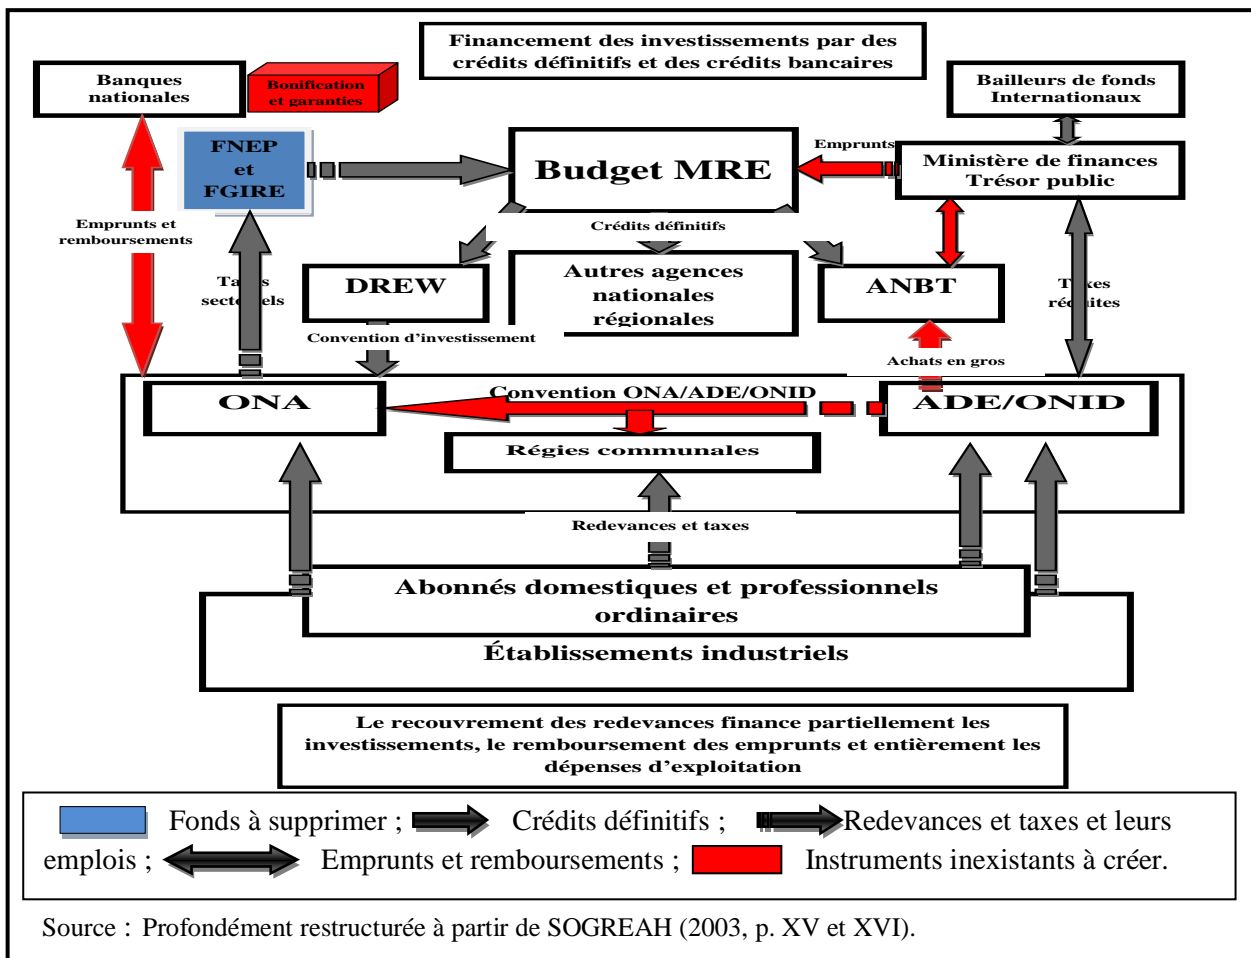 Financement des investissements par des
crédits définitifs et des crédits bancaires
Banques
nationales
Bonification
et garanties
Bailleurs de fonds
Internationaux
FNEP
et
FGIRE
Budget MRE
Emprunts
Ministère de finances
Trésor public
Emprunts et
remboursements
Crédits définitifs
Taxes
sectoriels
DREW
Autres agences
nationales
régionales
ANBT
Taxes
réduites
Convention d'investissement
Achats en gros
ONA
Convention ONA/ADE/ONID
ADE/ONID
Régies communales
Redevances et taxes
Abonnés domestiques et professionnels
ordinaires
Établissements industriels
Le recouvrement des redevances finance partiellement les
investissements, le remboursement des emprunts et entièrement les
dépenses d'exploitation
Fonds à supprimer ; Crédits définitifs ; Redevances et taxes et leurs
emplois ; Emprunts et remboursements ; Instruments inexistants à créer.
Source : Profondément restructurée à partir de SOGREAH (2003, p. XV et XVI).